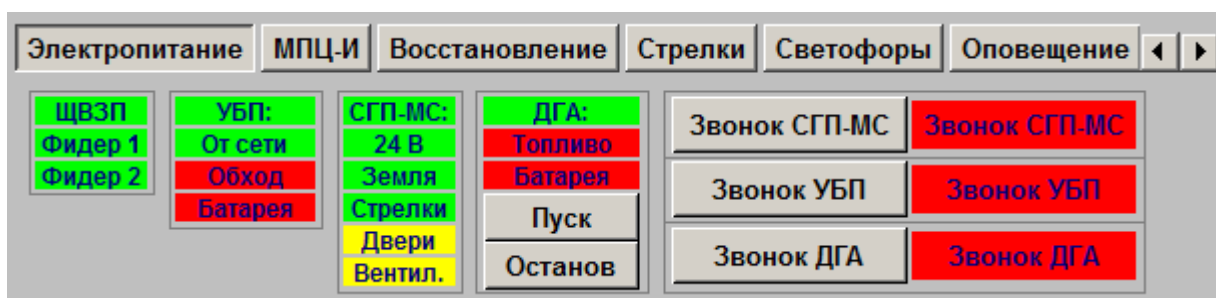 Электропитание МПЦ-И Восстановление Стрелки Светофоры Оповещение
ЩВЗП
Фидер 1
Фидер 2
УБП:
От сети
Обход
Батарея
СГП-МС:
24 В
Земля
Стрелки
Двери
Вентил.
ДГА:
Топливо
Батарея
Пуск
Останов
Звонок СГП-МС Звонок СГП-МС
Звонок УБП Звонок УБП
Звонок ДГА Звонок ДГА